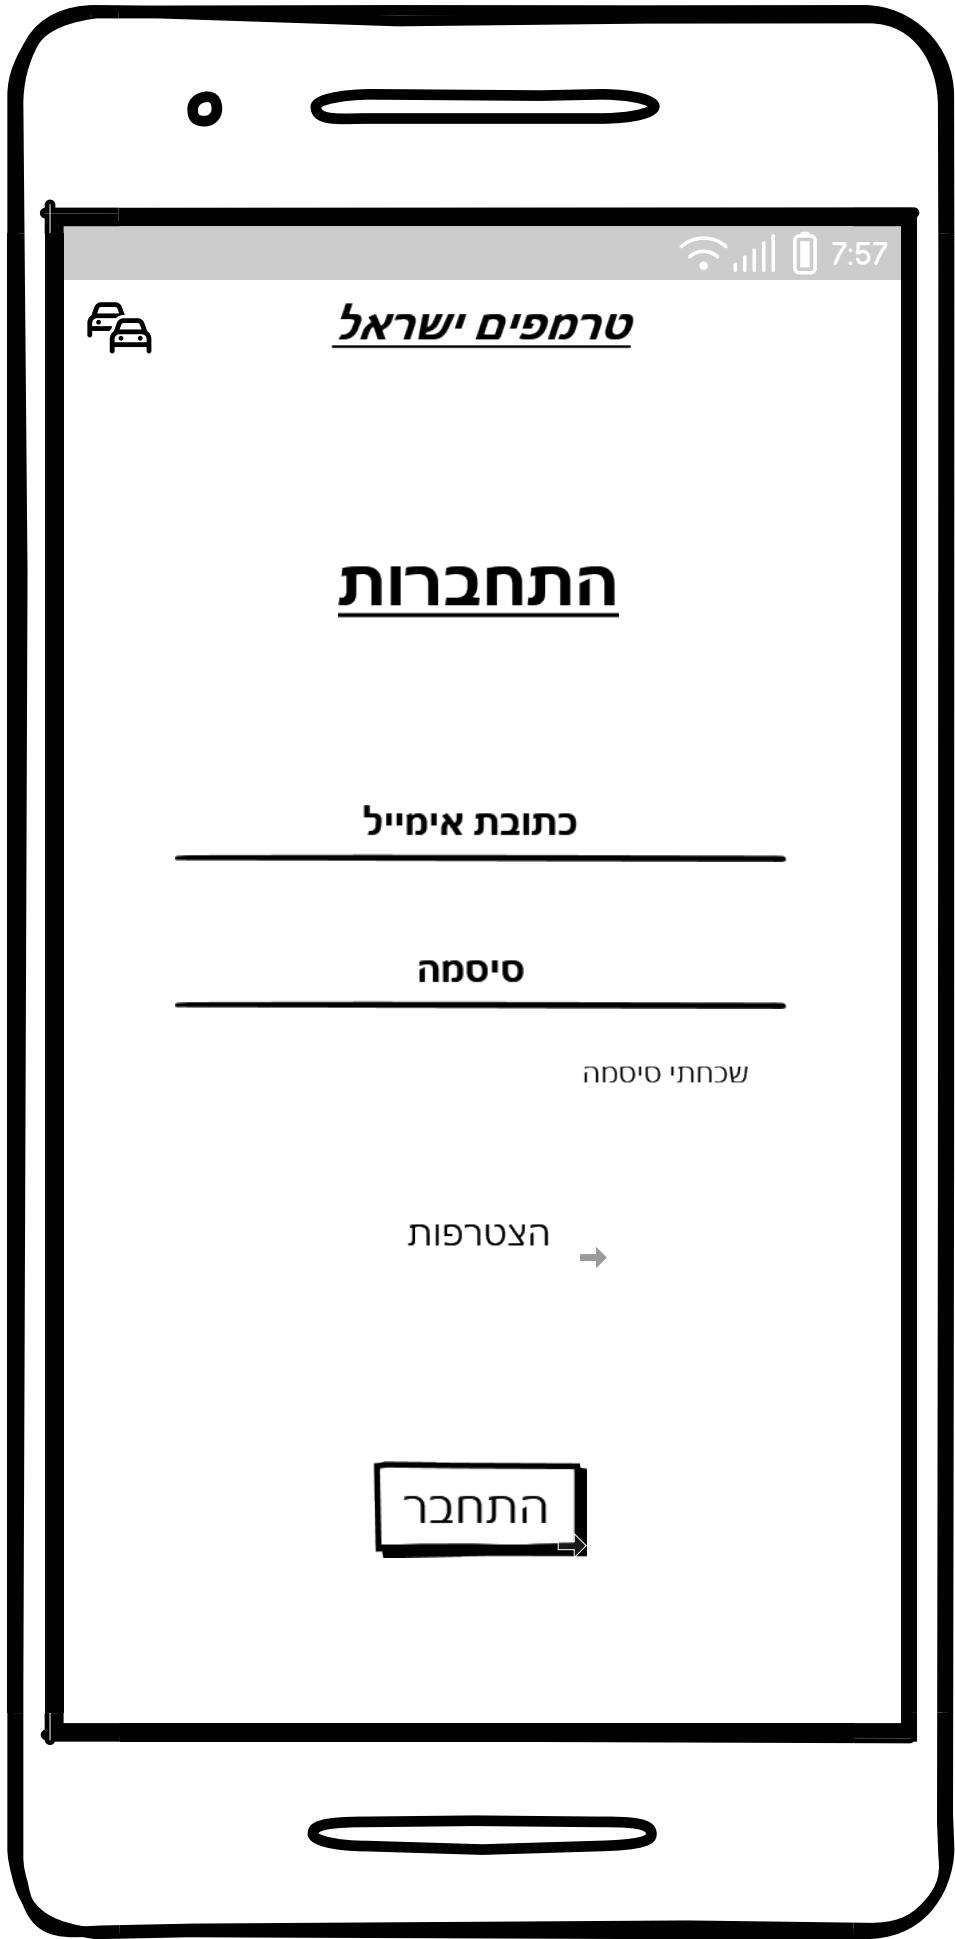 7:57
טרמפים ישראל
התחברות
כתובת אימייל
סיסמה
שכחתי סיסמה
הצטרפות
התחבר